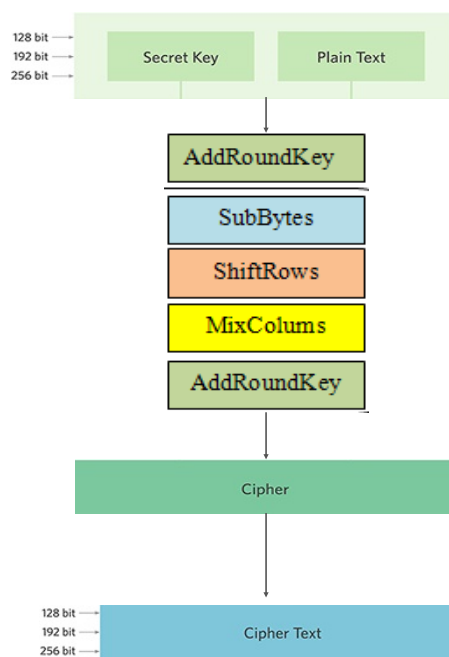 128 bit
192 bit
256 bit
Secret Key
Plain Text
AddRoundKey
SubBytes
ShiftRows
MixColums
AddRoundKey
Cipher
128 bit
192 bit
256 bit
Cipher Text